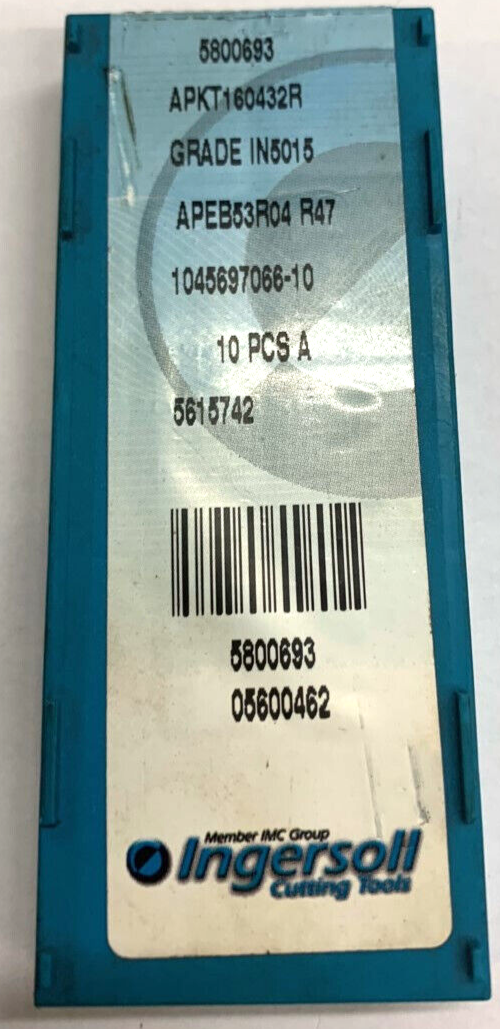 5800693
APKT160432R
GRADE IN5015
APEB53R04 R47
1045697066-10
10 PCS A
5615742
5800693
05600462
Member IMC Group
Ingersoll
Cutting Tools